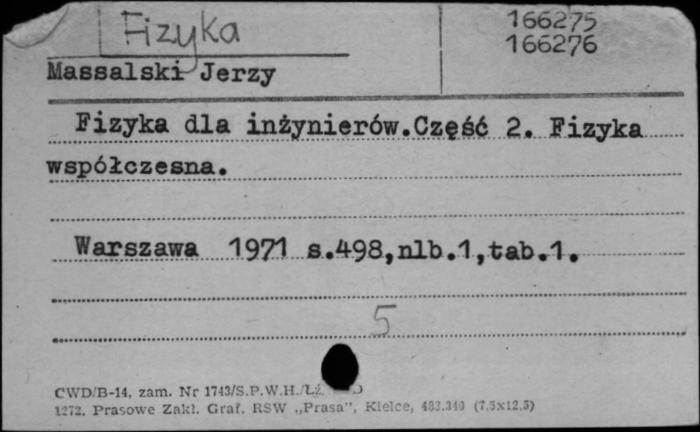 Fizyka
166275
166276
Massalski Jerzy
Fizyka dla inżynierów.Część 2. Fizyka
współczesna.
Warszawa 1971 s.498,nlb.1,tab.1.
5
CWD/B-14, zam. Nr 1743/S.P.W.H./Łź
1272. Prasowe Zakł. Graf. RSW „Prasa", Kielce, 483.340 (7,5x12,5)